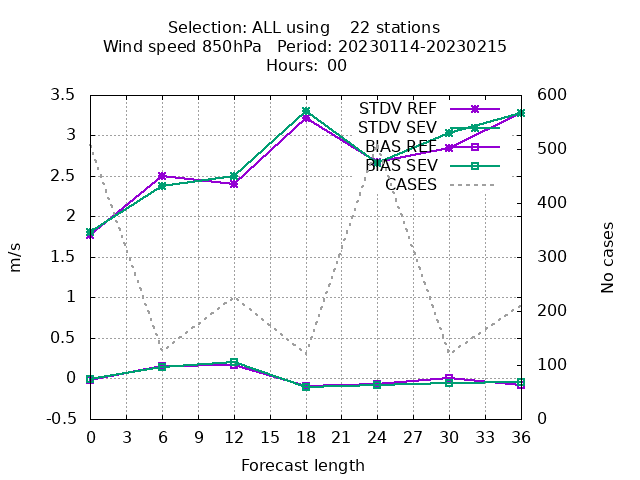 Selection: ALL using    22 stations
Wind speed 850hPa   Period: 20230114-20230215
Hours: 00
3.5
3
2.5
2
1.5
1
0.5
0
-0.5
600
500
400
300
200
100
0
STDV REF
STDV SEV
BIAS REF
BIAS SEV
CASES
m/s
No cases
0 3 6 9 12 15 18 21 24 27 30 33 36
Forecast length